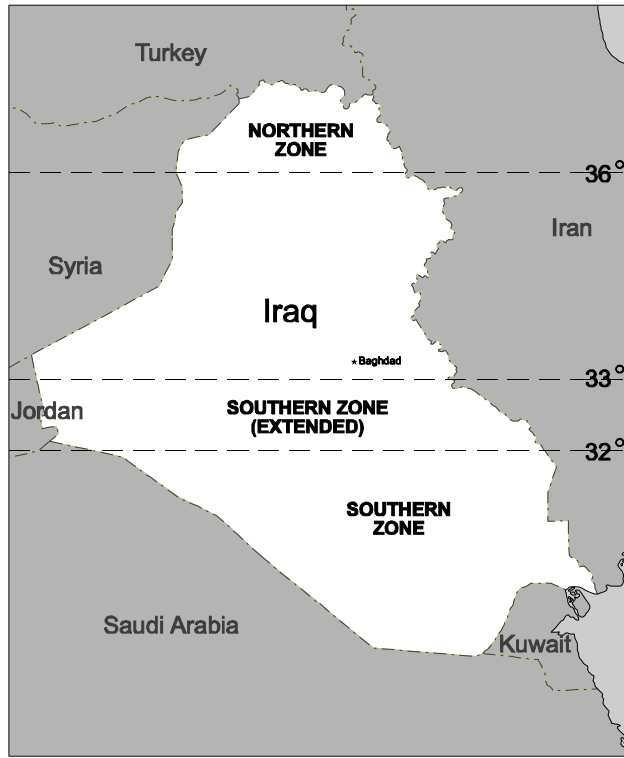 Turkey
NORTHERN
ZONE
36°
Iran
Syria
Iraq
Baghdad
33°
Jordan
SOUTHERN ZONE
(EXTENDED)
32°
SOUTHERN
ZONE
Saudi Arabia
Kuwait